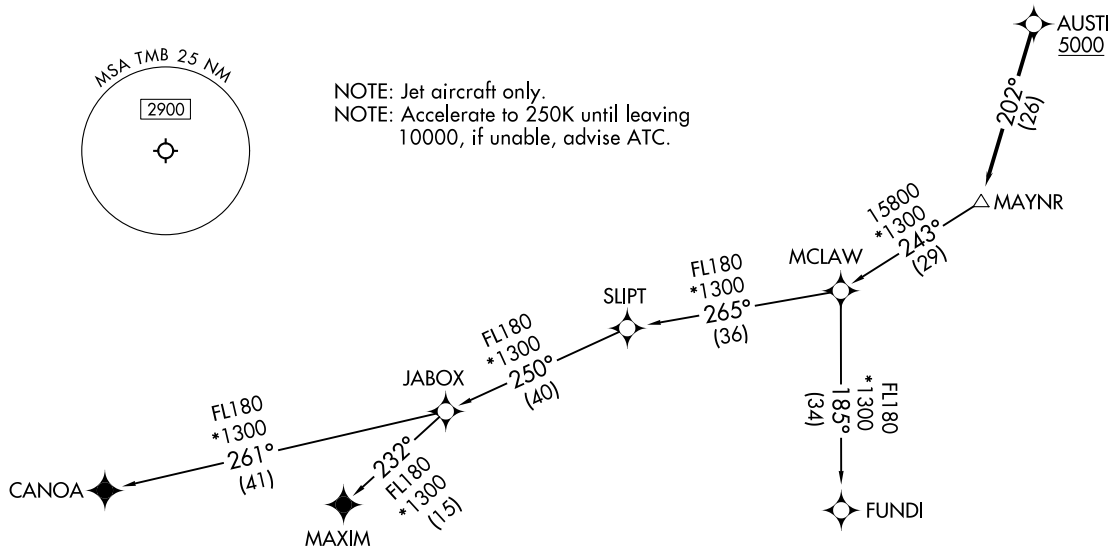 MSA TMB 25 NM
2900
NOTE: Jet aircraft only.
NOTE: Accelerate to 250K until leaving
10000, if unable, advise ATC.
AUSTI
5000
202°
(26)
MAYNR
15800
*1300
243°
(29)
MCLAW
FL180
*1300
265°
(36)
SLIPT
FL180
*1300
250°
(40)
JABOX
FL180
*1300
261°
(41)
CANOA
232°
FL180
*1300
(15)
MAXIM
FL180
*1300
185°
(34)
FUNDI